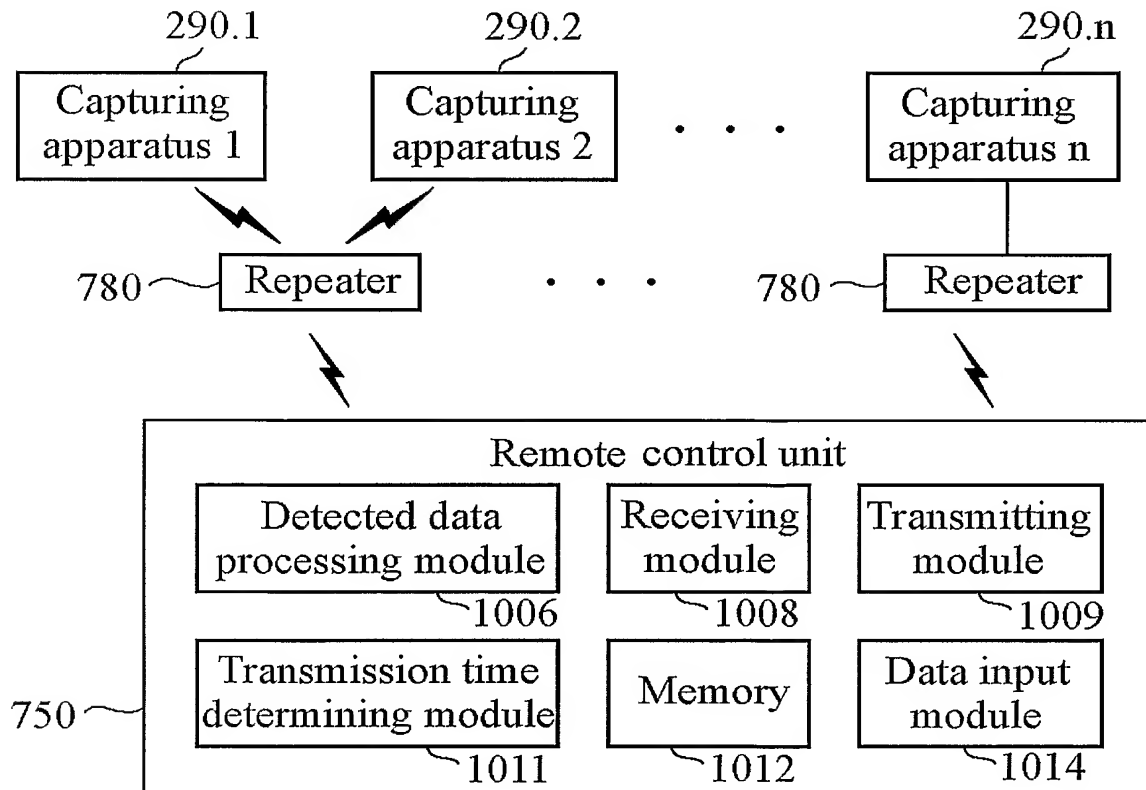 290.1
290.2
290.n
Capturing
apparatus 1
Capturing
apparatus 2
. . .
Capturing
apparatus n
780
Repeater
. . .
780
Repeater
Remote control unit
Detected data
processing module
1006
Receiving
module
1008
Transmitting
module
1009
750
Transmission time
determining module
1011
Memory
1012
Data input
module
1014